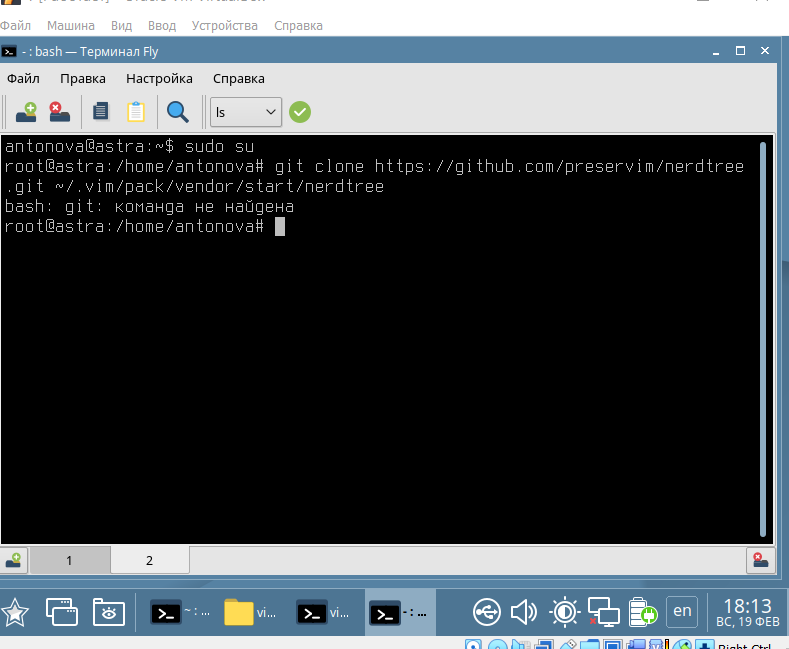 Файл Машина Вид Ввод Устройства Справка
- : bash — Терминал Fly
Файл Правка Настройка Справка
ls
antonova@astra:~$ sudo su
root@astra:/home/antonova# git clone https://github.com/preservim/nerdtree
.git ~/.vim/pack/vendor/start/nerdtree
bash: git: команда не найдена
root@astra:/home/antonova#
1 2
~ : ... vi... vi... - : ... en 18:13
ВС, 19 ФЕВ
Right Ctrl